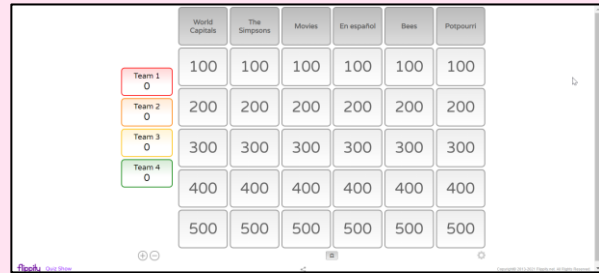 World Capitals The Simpsons Movies En español Bees Potpourri
100 100 100 100 100 100
Team 1
0
200 200 200 200 200 200
Team 2
0
300 300 300 300 300 300
Team 3
0
400 400 400 400 400 400
Team 4
0
500 500 500 500 500 500
flippity Quiz Show